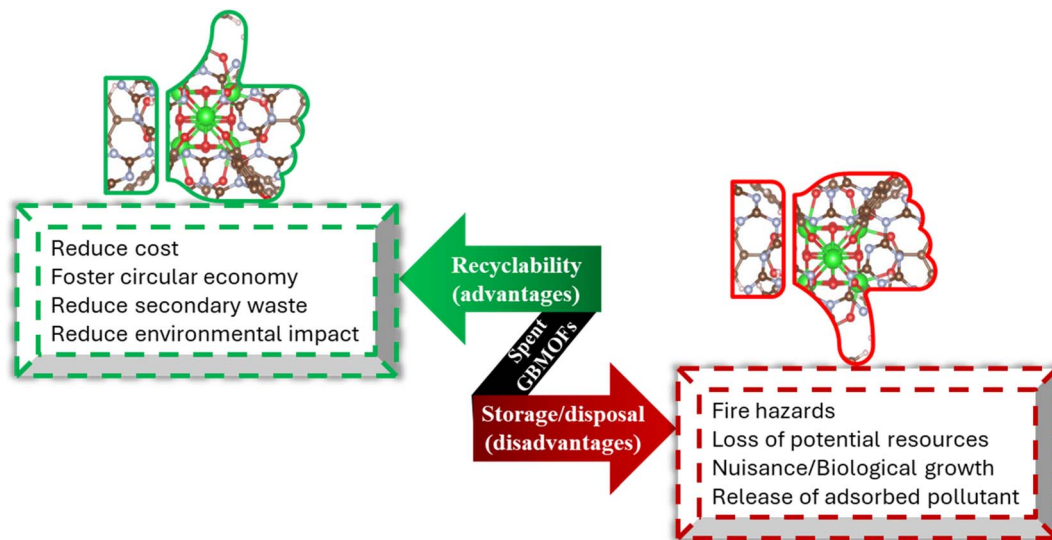 Reduce cost
Foster circular economy
Reduce secondary waste
Reduce environmental impact
Recyclability
(advantages)
Spent
GBMOFs
Storage/disposal
(disadvantages)
Fire hazards
Loss of potential resources
Nuisance/Biological growth
Release of adsorbed pollutant